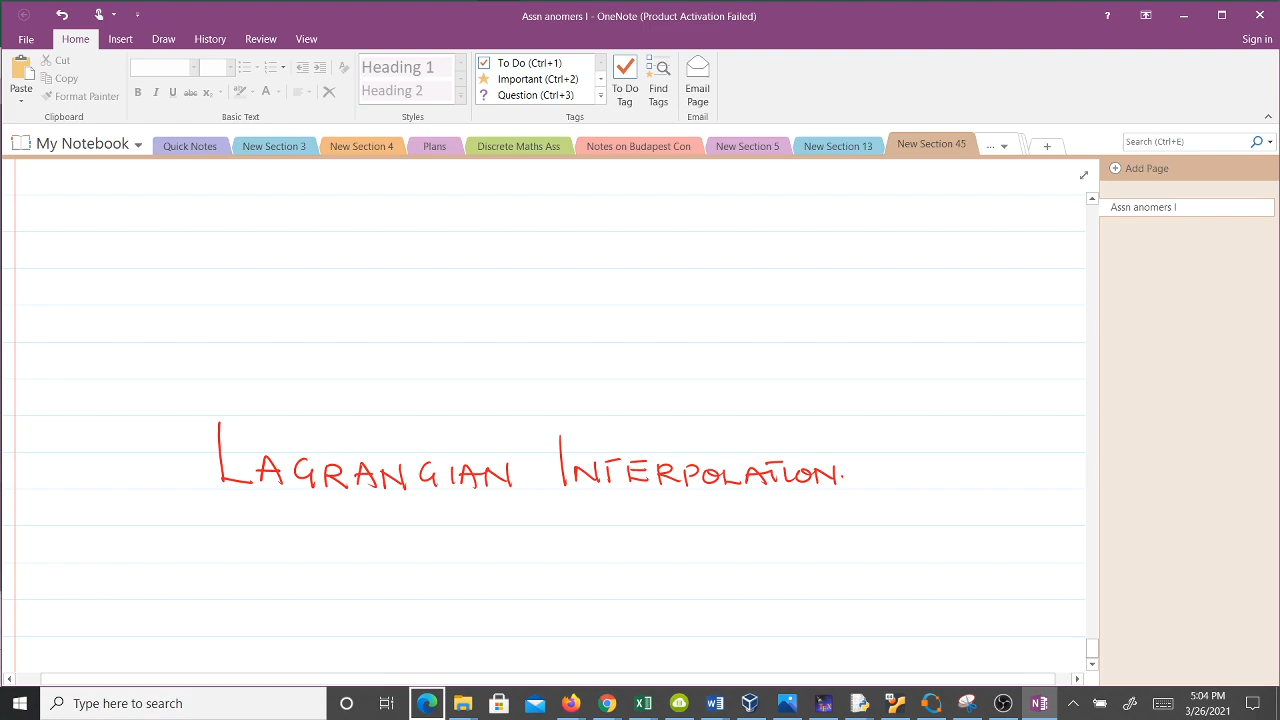 Assn anomers I - OneNote (Product Activation Failed)
File Home Insert Draw History Review View Sign in
Paste
Cut
Copy
Format Painter
Clipboard
Basic Text
Heading 1
Heading 2
Styles
To Do (Ctrl+1)
Important (Ctrl+2)
Question (Ctrl+3)
To Do Tag
Find Tags
Tags
Email Page
Email
My Notebook Quick Notes New Section 3 New Section 4 Plans Discrete Maths Ass Notes on Budapest Con New Section 5 New Section 13 New Section 45 ... Search (Ctrl+E)
Add Page
Assn anomers I
LAGRANGIAN INTERPOLATION.
Type here to search
5:04 PM
3/26/2021